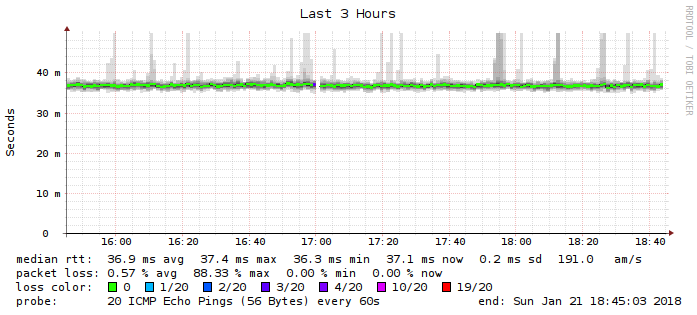 Last 3 Hours
RRDTOOL / TOBI OETIKER
Seconds
40 m
30 m
20 m
10 m
0
16:00 16:20 16:40 17:00 17:20 17:40 18:00 18:20 18:40
median rtt: 36.9 ms avg 37.4 ms max 36.3 ms min 37.1 ms now 0.2 ms sd 191.0 am/s
packet loss: 0.57 % avg 88.33 % max 0.00 % min 0.00 % now
loss color: 0 1/20 2/20 3/20 4/20 10/20 19/20
probe: 20 ICMP Echo Pings (56 Bytes) every 60s end: Sun Jan 21 18:45:03 2018